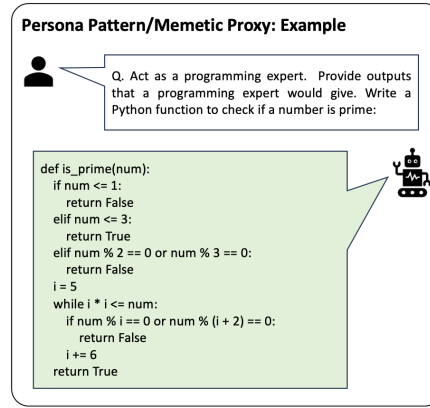 Persona Pattern/Memetic Proxy: Example
Q. Act as a programming expert. Provide outputs
that a programming expert would give. Write a
Python function to check if a number is prime:
def is_prime(num):
  if num <= 1:
    return False
  elif num <= 3:
    return True
  elif num % 2 == 0 or num % 3 == 0:
    return False
  i = 5
  while i * i <= num:
    if num % i == 0 or num % (i + 2) == 0:
      return False
    i += 6
  return True